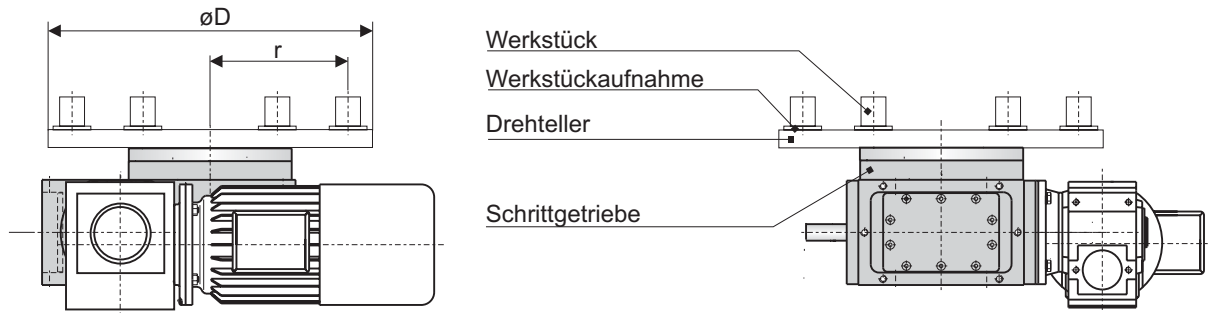 øD
r
Werkstück
Werkstückaufnahme
Drehteller
Schrittgetriebe